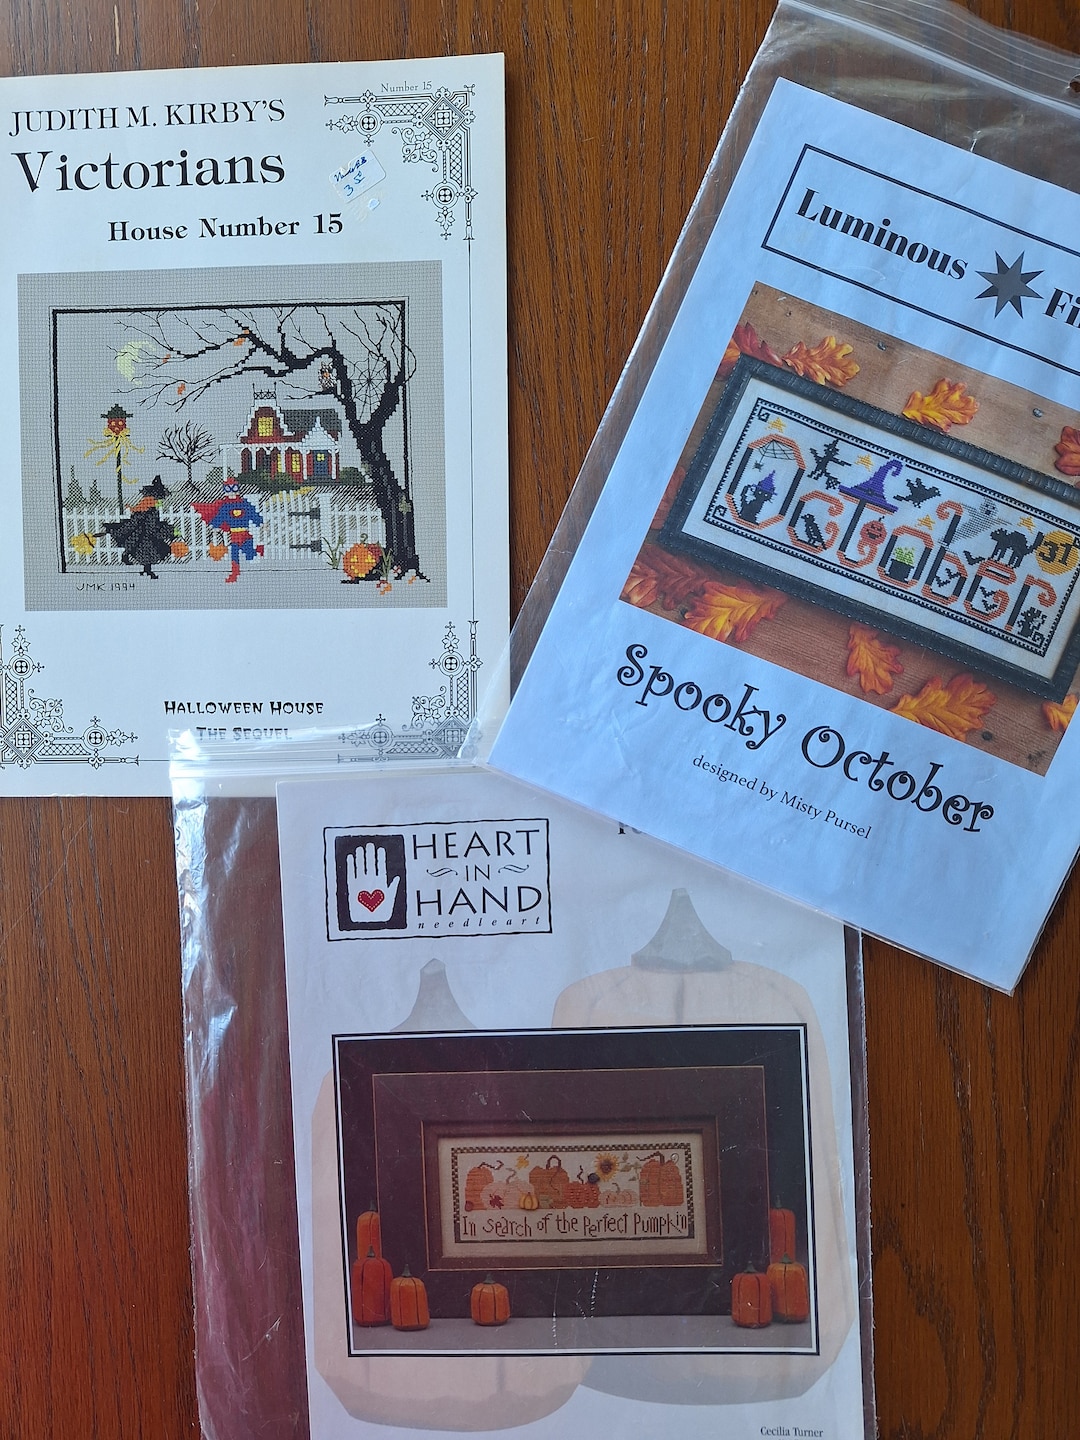 Number 15
JUDITH M. KIRBY'S
Victorians
House Number 15
JMK 1994
HALLOWEEN HOUSE
THE SEQUEL
Luminous
October
31
Spooky October
designed by Misty Pursel
HEART
IN
HAND
needleart
In search of the Perfect Pumpkin
Cecilia Turner